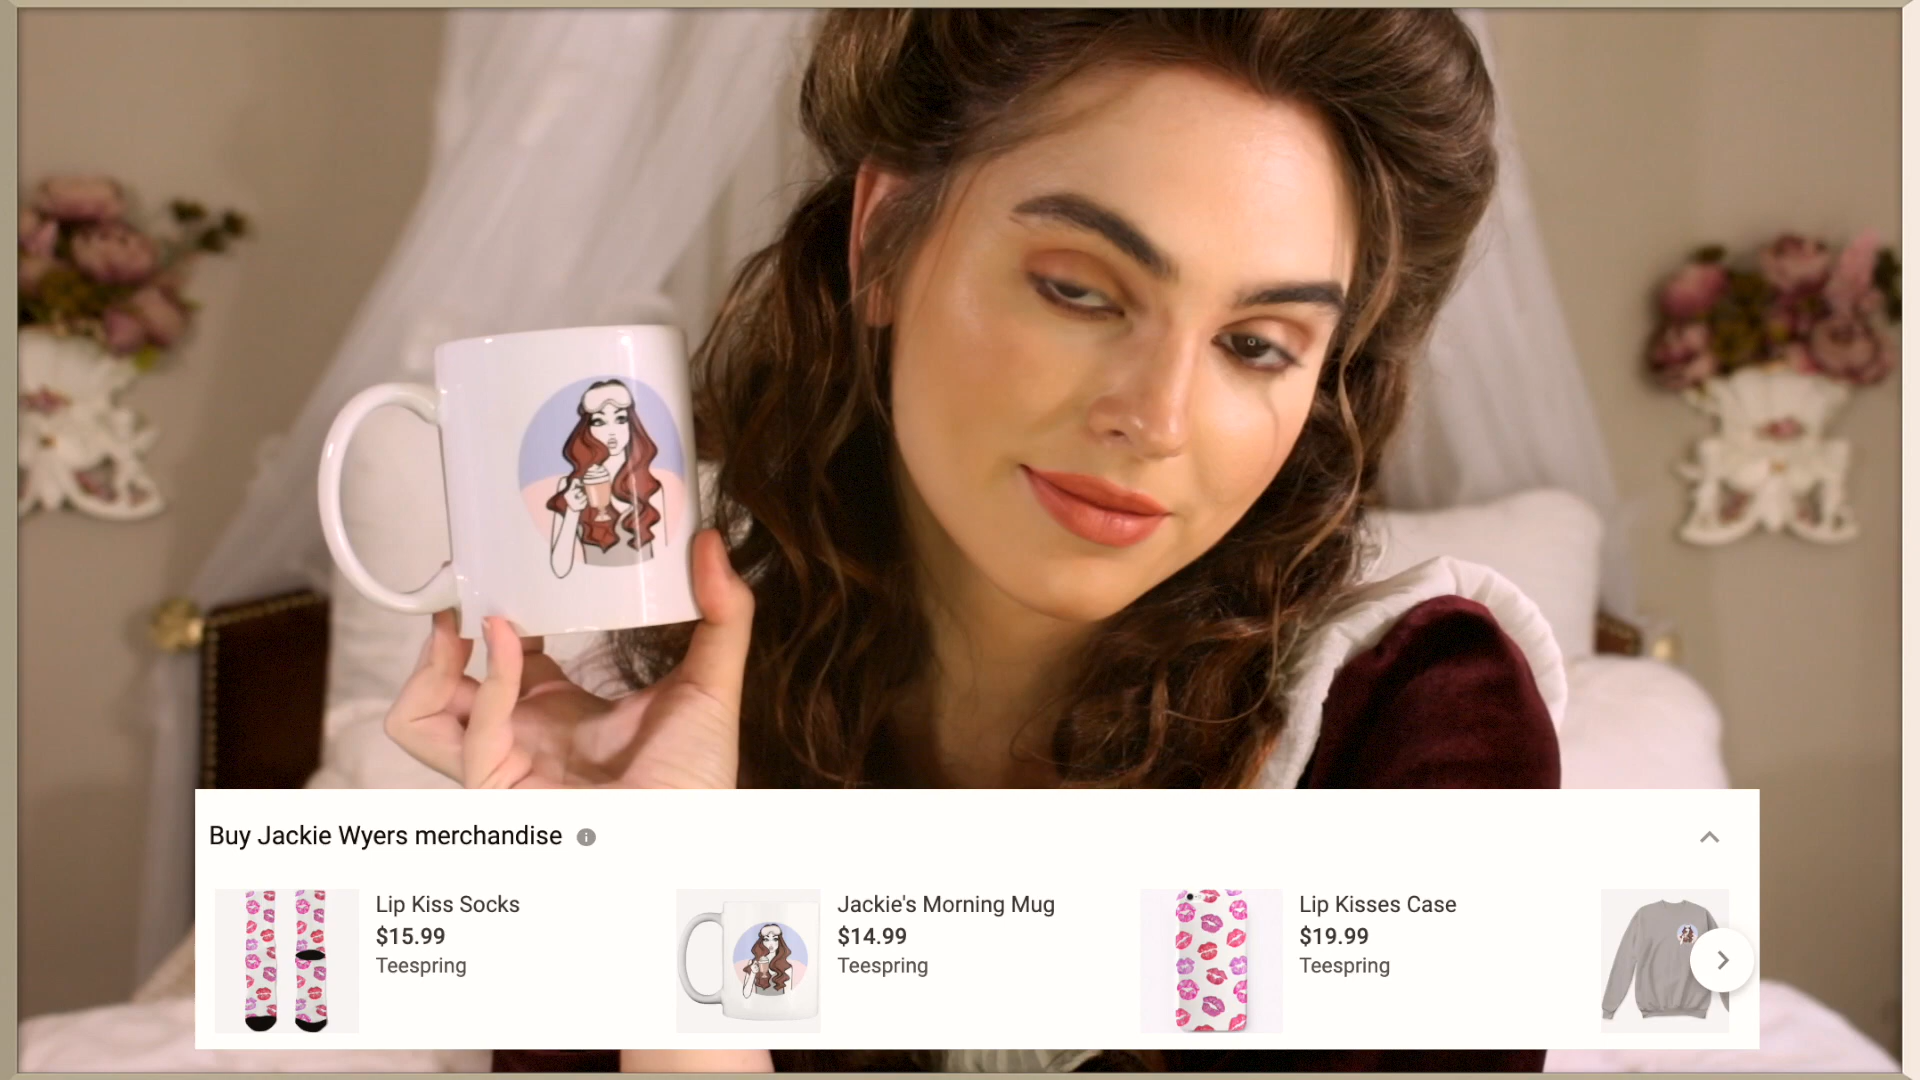 Buy Jackie Wyers merchandise
Lip Kiss Socks
$15.99
Teespring
Jackie's Morning Mug
$14.99
Teespring
Lip Kisses Case
$19.99
Teespring